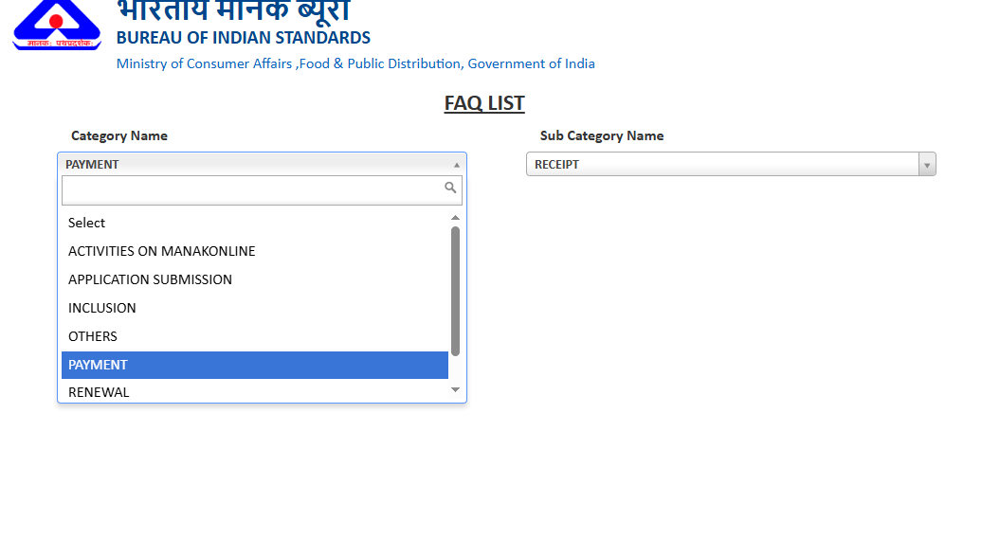 भारतीय मानक ब्यूरो
BUREAU OF INDIAN STANDARDS
मानकः पथप्रदर्शकः
Ministry of Consumer Affairs ,Food & Public Distribution, Government of India
FAQ LIST
Category Name
Sub Category Name
PAYMENT
RECEIPT
Select
ACTIVITIES ON MANAKONLINE
APPLICATION SUBMISSION
INCLUSION
OTHERS
PAYMENT
RENEWAL